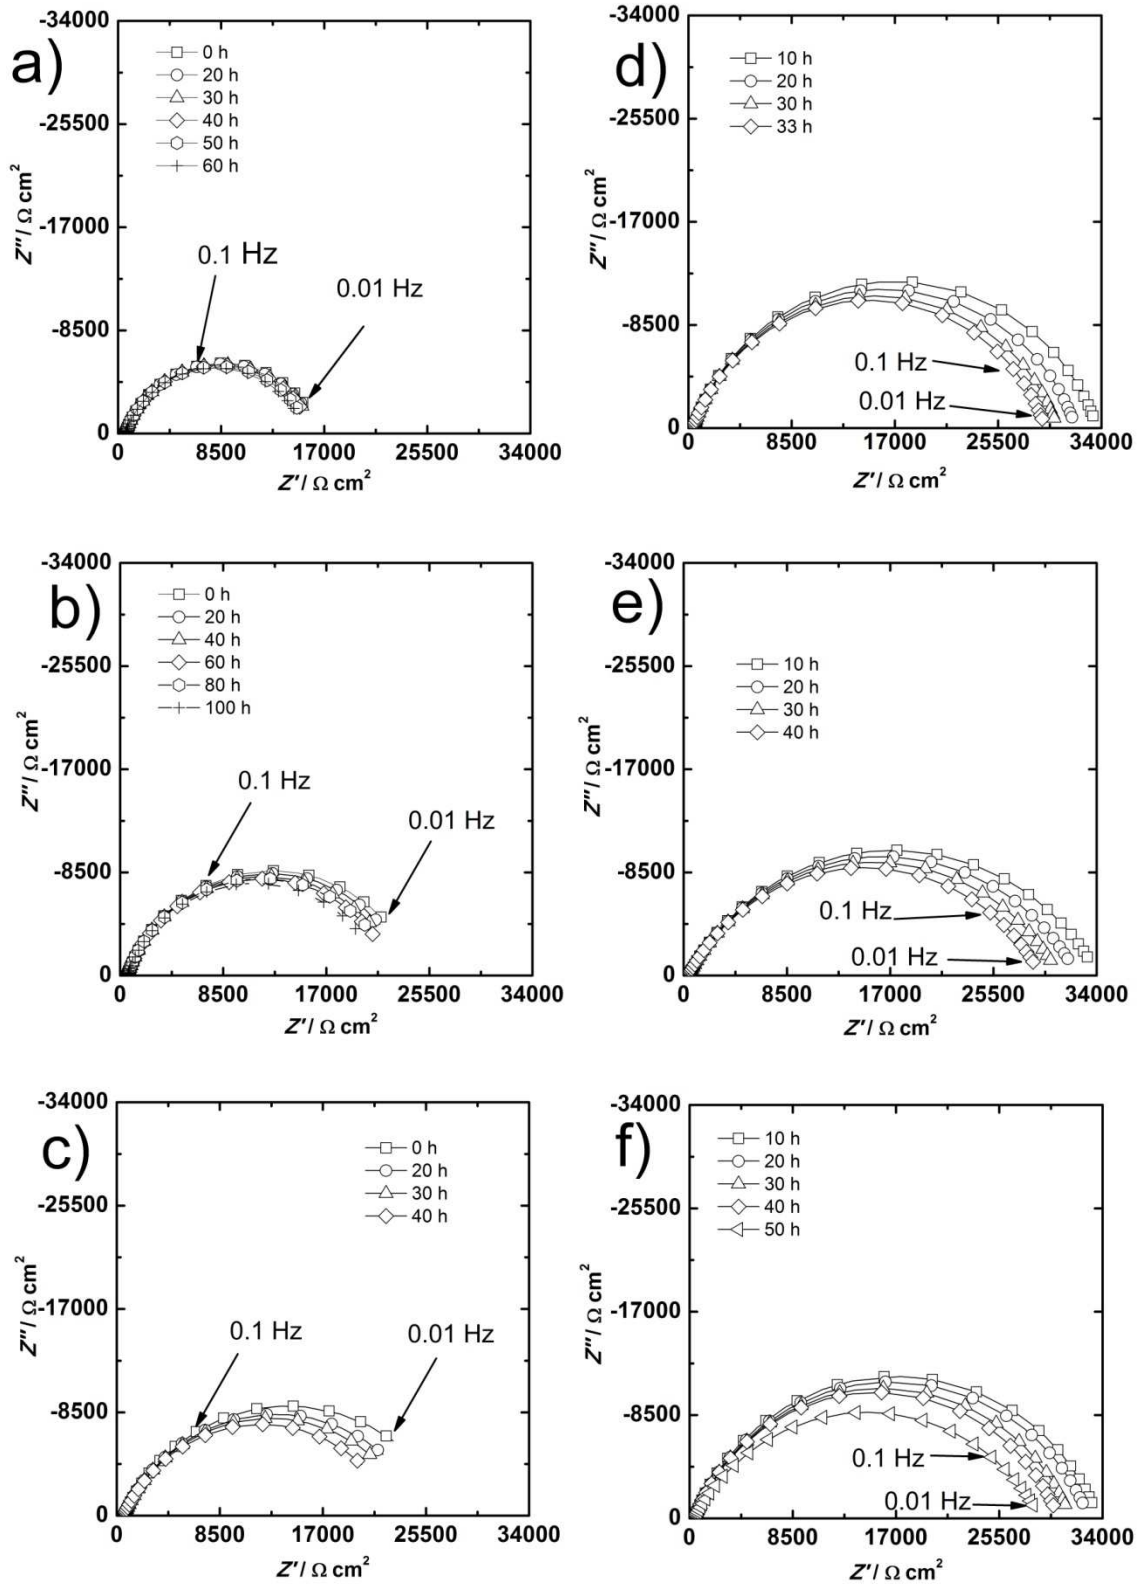 a)
-34000
-25500
-17000
-8500
0
Z'' / Ω cm²
0 h
20 h
30 h
40 h
50 h
60 h
0.1 Hz
0.01 Hz
0 8500 17000 25500 34000
Z' / Ω cm²
d)
-34000
-25500
-17000
-8500
0
Z'' / Ω cm²
10 h
20 h
30 h
33 h
0.1 Hz
0.01 Hz
0 8500 17000 25500 34000
Z' / Ω cm²
b)
-34000
-25500
-17000
-8500
0
Z'' / Ω cm²
0 h
20 h
40 h
60 h
80 h
100 h
0.1 Hz
0.01 Hz
0 8500 17000 25500 34000
Z' / Ω cm²
e)
-34000
-25500
-17000
-8500
0
Z'' / Ω cm²
10 h
20 h
30 h
40 h
0.1 Hz
0.01 Hz
0 8500 17000 25500 34000
Z' / Ω cm²
c)
-34000
-25500
-17000
-8500
0
Z'' / Ω cm²
0 h
20 h
30 h
40 h
0.1 Hz
0.01 Hz
0 8500 17000 25500 34000
Z' / Ω cm²
f)
-34000
-25500
-17000
-8500
0
Z'' / Ω cm²
10 h
20 h
30 h
40 h
50 h
0.1 Hz
0.01 Hz
0 8500 17000 25500 34000
Z' / Ω cm²